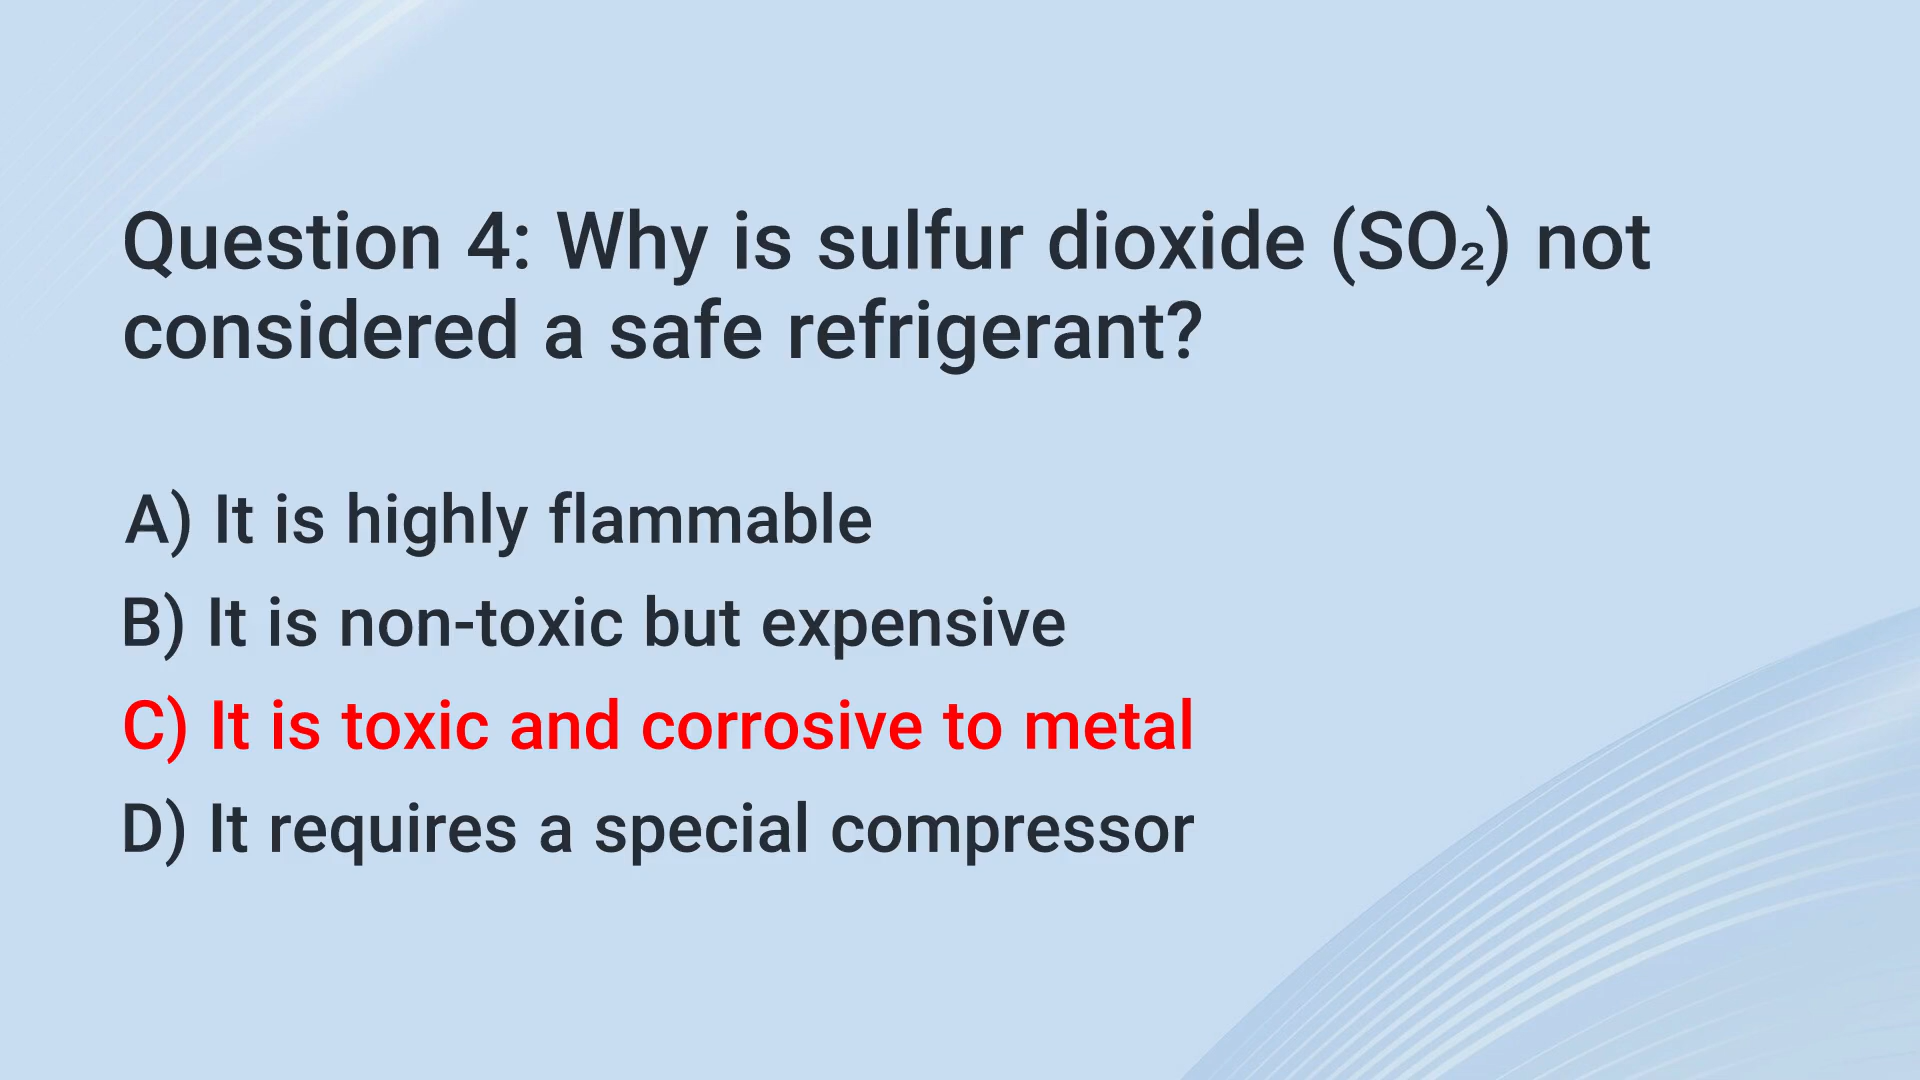 Question 4: Why is sulfur dioxide (SO₂) not
considered a safe refrigerant?
A) It is highly flammable
B) It is non-toxic but expensive
C) It is toxic and corrosive to metal
D) It requires a special compressor